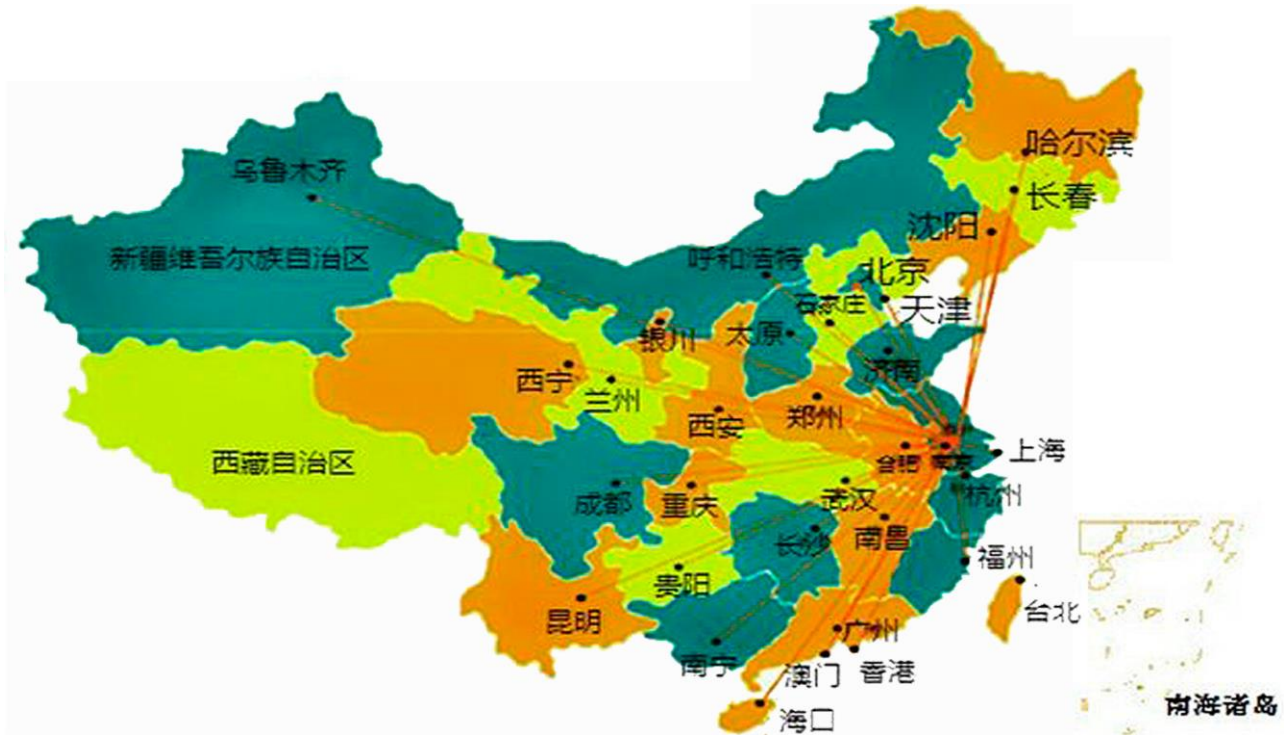 哈尔滨
乌鲁木齐
长春
沈阳
新疆维吾尔族自治区
呼和浩特
北京
石家庄
天津
银川
太原
济南
西宁
兰州
西安
郑州
西藏自治区
合肥
南京
上海
成都
重庆
武汉
杭州
长沙
南昌
福州
贵阳
台北
昆明
广州
南宁
澳门
香港
南海诸岛
海口